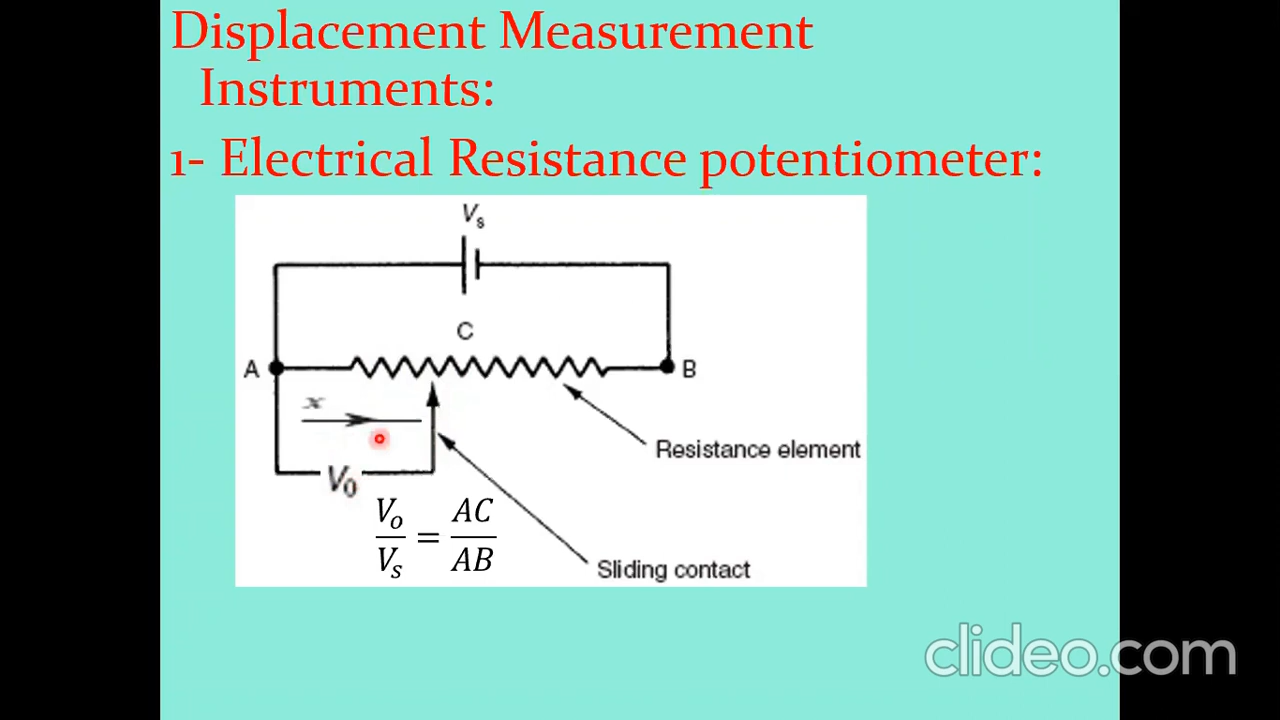 Displacement Measurement
Instruments:
1- Electrical Resistance potentiometer:
Vs
C
A
B
x
Resistance element
V0
Vo/Vs = AC/AB
Sliding contact
clideo.com